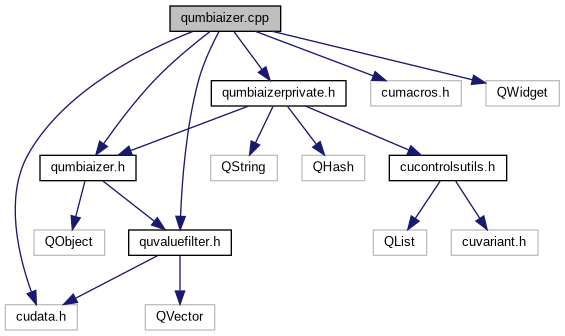 qumbiaizer.cpp
qumbiaizerprivate.h
cumacros.h
QWidget
qumbiaizer.h
QString
QHash
cucontrolsutils.h
QObject
quvaluefilter.h
QList
cuvariant.h
cudata.h
QVector